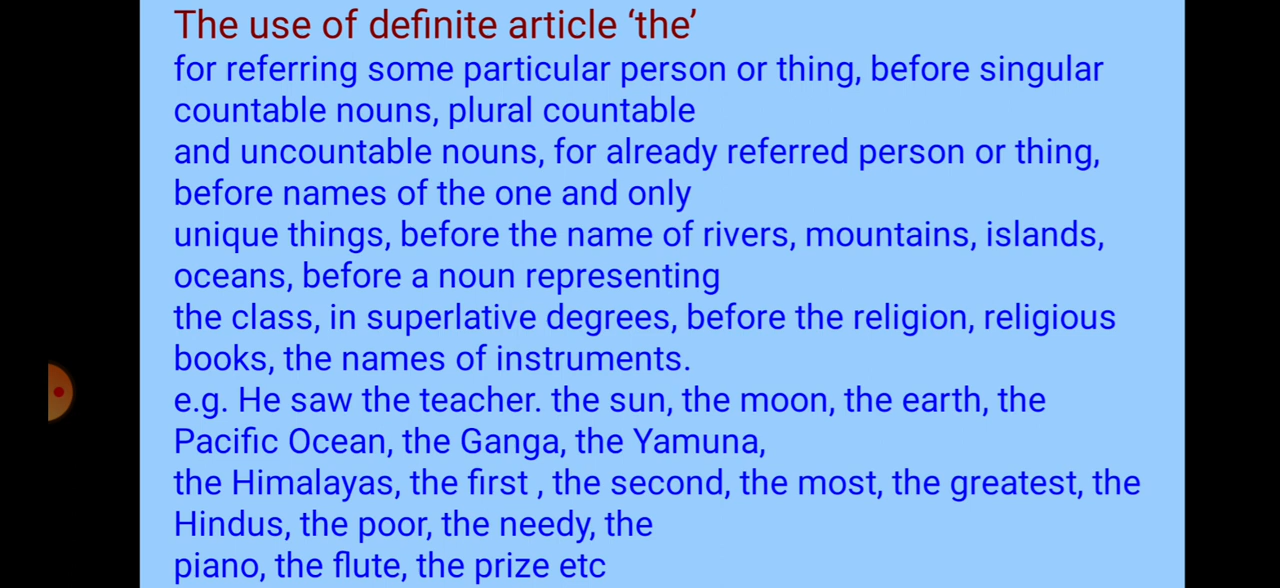 The use of definite article ‘the’
for referring some particular person or thing, before singular
countable nouns, plural countable
and uncountable nouns, for already referred person or thing,
before names of the one and only
unique things, before the name of rivers, mountains, islands,
oceans, before a noun representing
the class, in superlative degrees, before the religion, religious
books, the names of instruments.
e.g. He saw the teacher. the sun, the moon, the earth, the
Pacific Ocean, the Ganga, the Yamuna,
the Himalayas, the first , the second, the most, the greatest, the
Hindus, the poor, the needy, the
piano, the flute, the prize etc